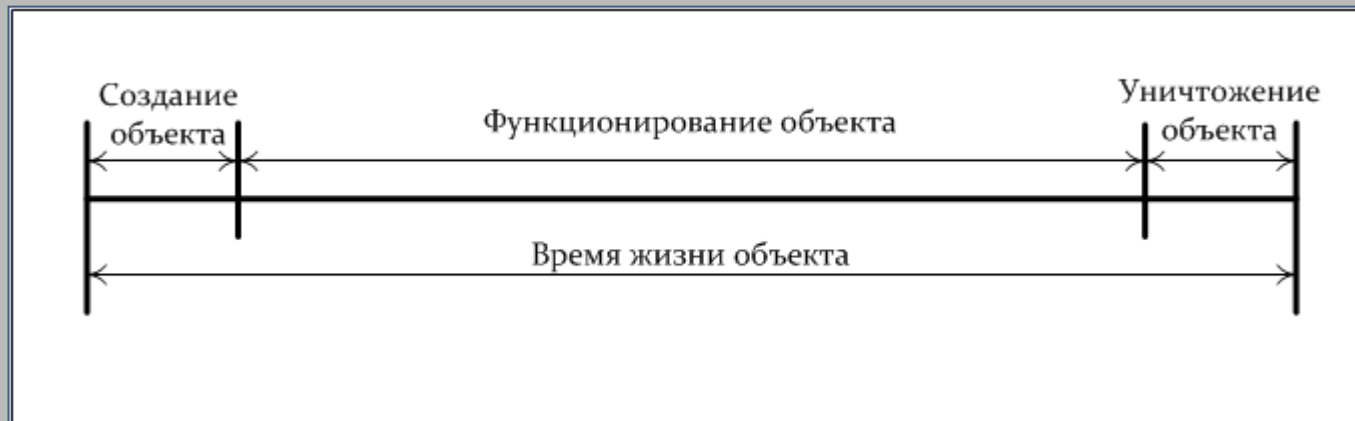 Создание
объекта
Функционирование объекта
Уничтожение
объекта
Время жизни объекта